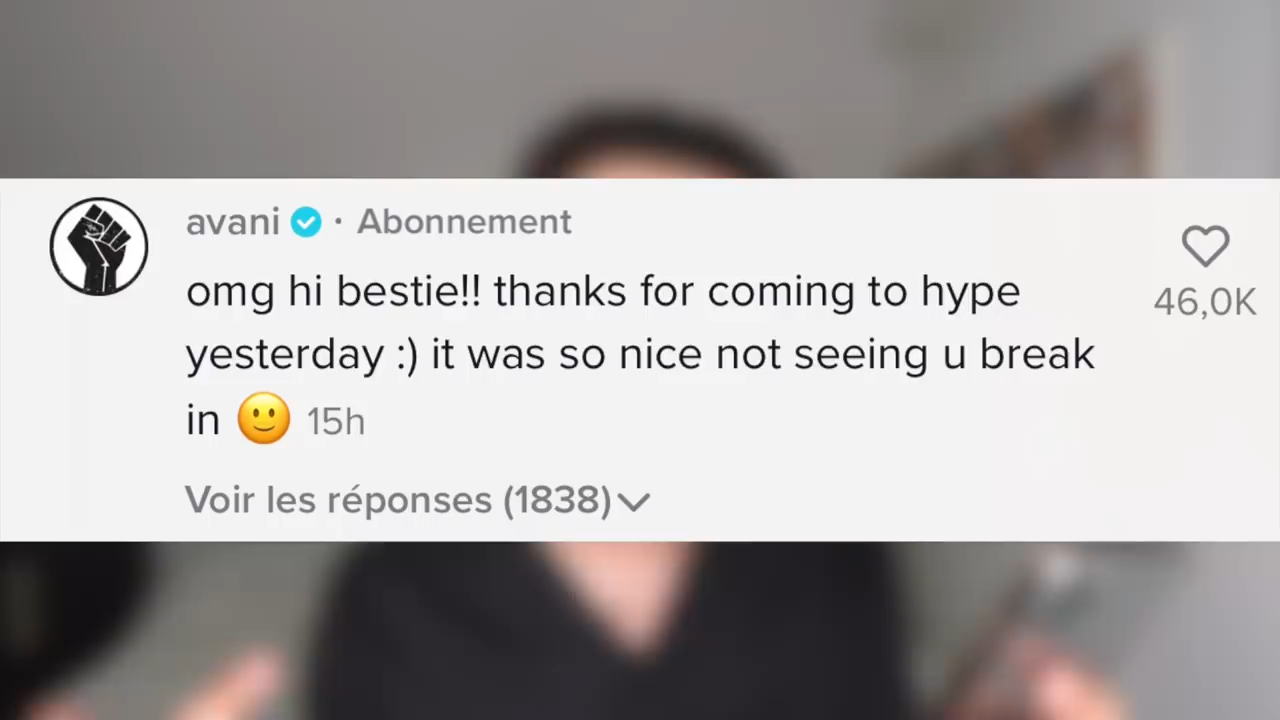 avani · Abonnement
omg hi bestie!! thanks for coming to hype
yesterday :) it was so nice not seeing u break
in 🙂 15h
46,0K
Voir les réponses (1838)